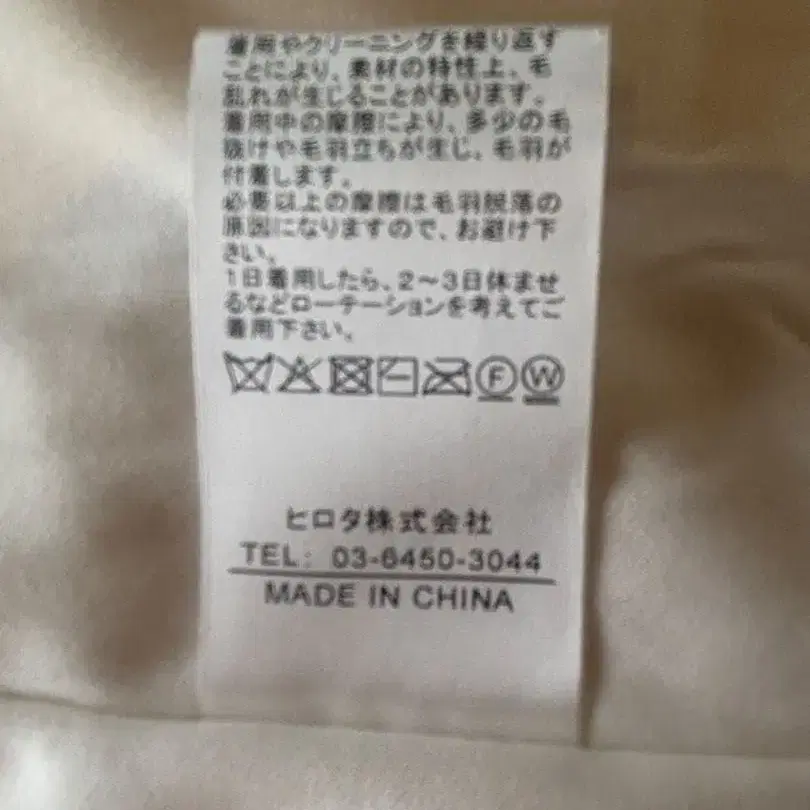 着用やクリーニングを繰り返す
ことにより、素材の特性上、毛
乱れが生じることがあります。
着用中の摩擦により、多少の毛
抜けや毛羽立ちが生じ、毛羽が
付着します。
必要以上の摩擦は毛羽脱落の
原因になりますので、お避け下
さい。
1日着用したら、2～3日休ませ
るなどローテーションを考えてご
着用下さい。
F W
ヒロタ株式会社
TEL: 03-6450-3044
MADE IN CHINA